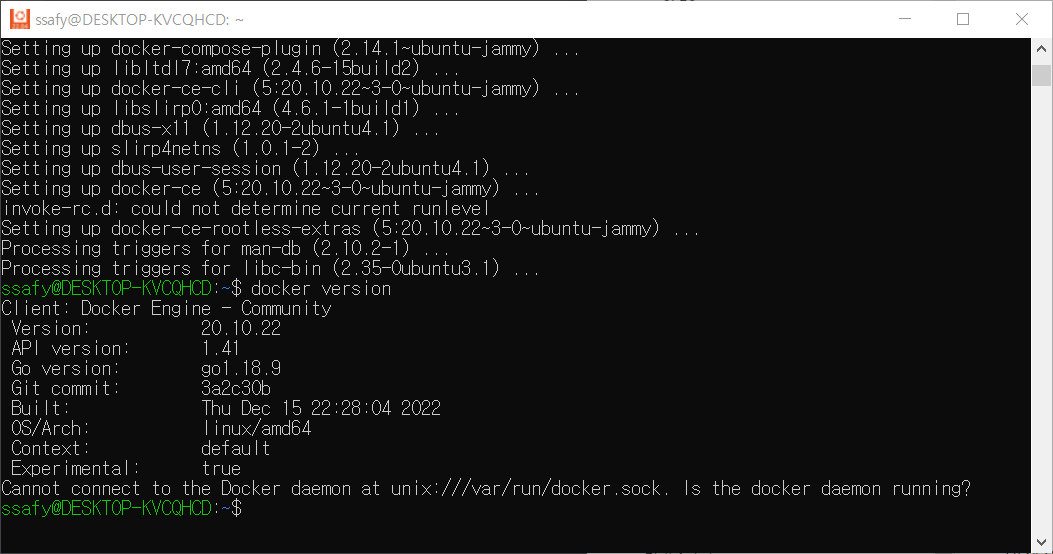 ssafy@DESKTOP-KVCQHCD: ~
Setting up docker-compose-plugin (2.14.1~ubuntu-jammy) ...
Setting up libltdl7:amd64 (2.4.6-15build2) ...
Setting up docker-ce-cli (5:20.10.22~3-0~ubuntu-jammy) ...
Setting up libslirp0:amd64 (4.6.1-1build1) ...
Setting up dbus-x11 (1.12.20-2ubuntu4.1) ...
Setting up slirp4netns (1.0.1-2) ...
Setting up dbus-user-session (1.12.20-2ubuntu4.1) ...
Setting up docker-ce (5:20.10.22~3-0~ubuntu-jammy) ...
invoke-rc.d: could not determine current runlevel
Setting up docker-ce-rootless-extras (5:20.10.22~3-0~ubuntu-jammy) ...
Processing triggers for man-db (2.10.2-1) ...
Processing triggers for libc-bin (2.35-0ubuntu3.1) ...
ssafy@DESKTOP-KVCQHCD:~$ docker version
Client: Docker Engine - Community
 Version:           20.10.22
 API version:       1.41
 Go version:        go1.18.9
 Git commit:        3a2c30b
 Built:             Thu Dec 15 22:28:04 2022
 OS/Arch:           linux/amd64
 Context:           default
 Experimental:      true
Cannot connect to the Docker daemon at unix:///var/run/docker.sock. Is the docker daemon running?
ssafy@DESKTOP-KVCQHCD:~$